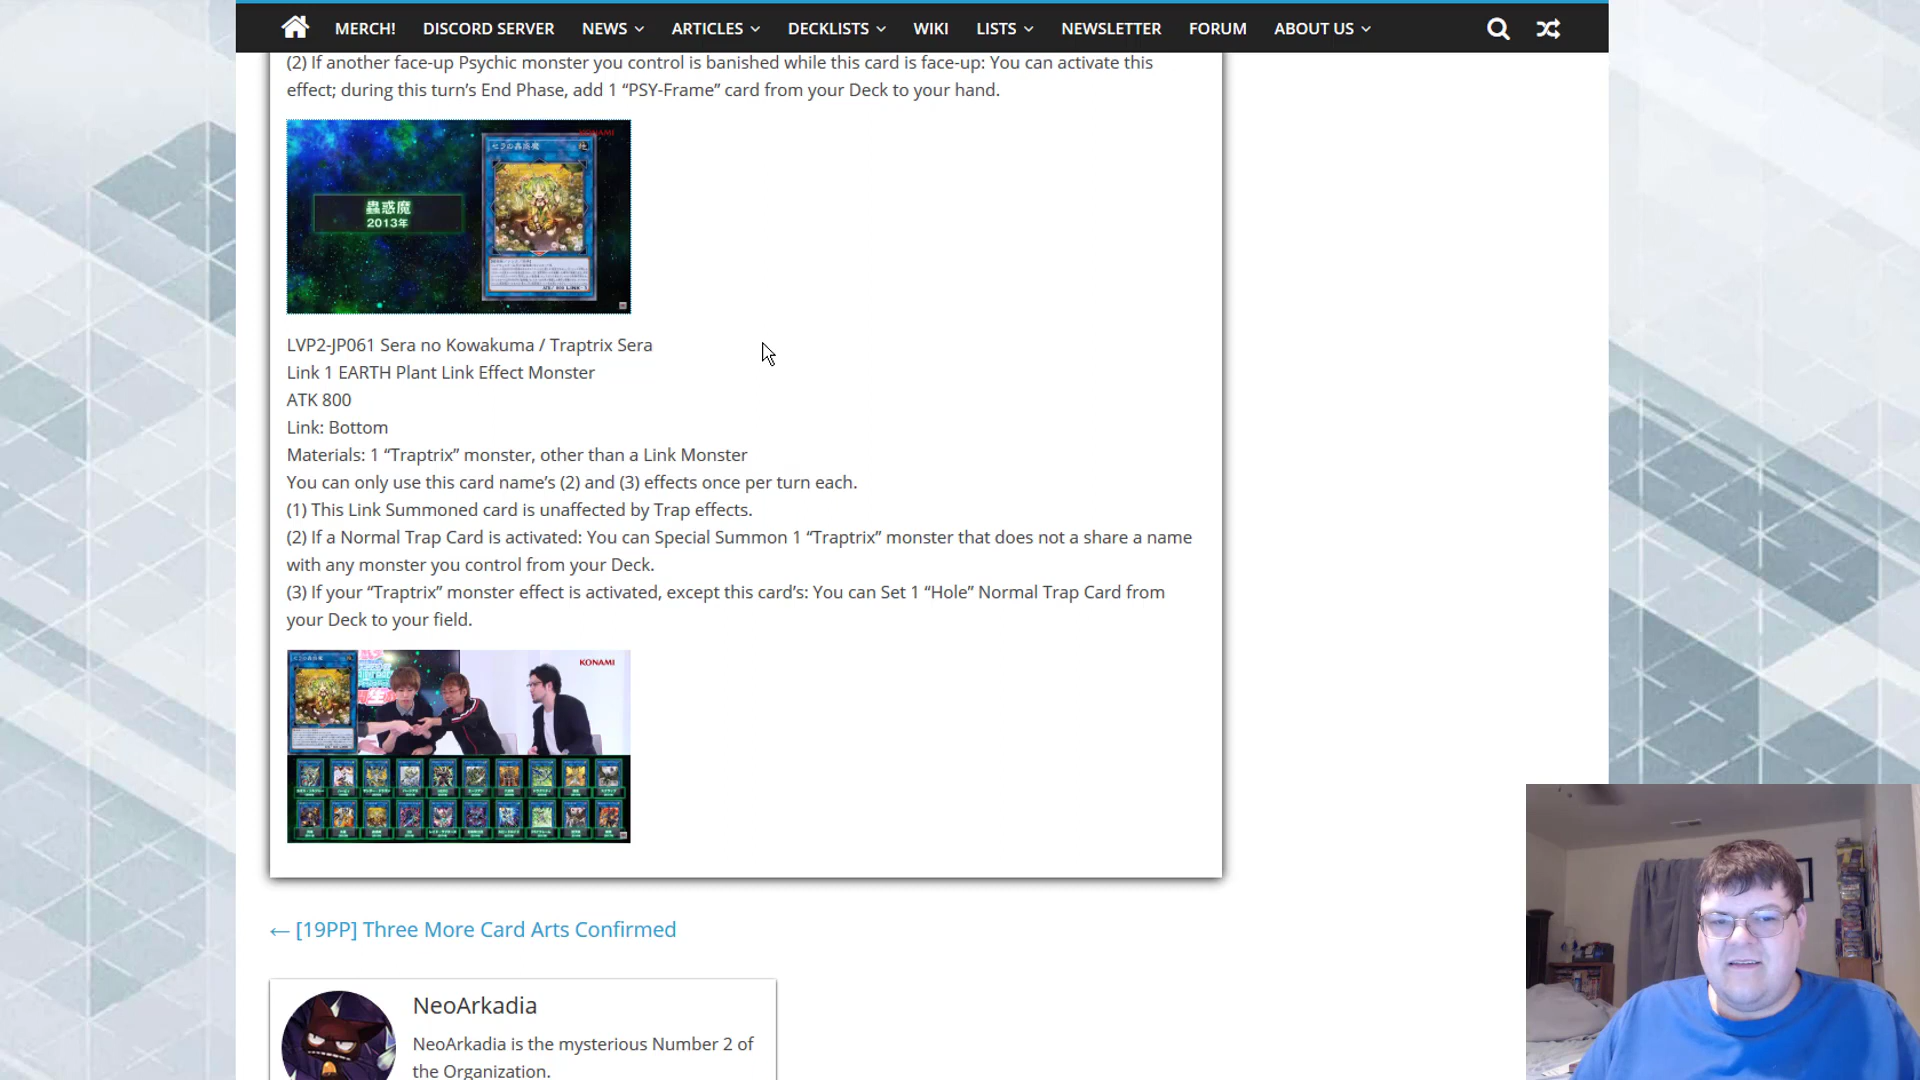 MERCH! DISCORD SERVER NEWS ARTICLES DECKLISTS WIKI LISTS NEWSLETTER FORUM ABOUT US
(2) If another face-up Psychic monster you control is banished while this card is face-up: You can activate this
effect; during this turn’s End Phase, add 1 “PSY-Frame” card from your Deck to your hand.
KONAMI
セラの蟲惑魔
蟲惑魔
2013年
LVP2-JP061 Sera no Kowakuma / Traptrix Sera
Link 1 EARTH Plant Link Effect Monster
ATK 800
Link: Bottom
Materials: 1 “Traptrix” monster, other than a Link Monster
You can only use this card name’s (2) and (3) effects once per turn each.
(1) This Link Summoned card is unaffected by Trap effects.
(2) If a Normal Trap Card is activated: You can Special Summon 1 “Traptrix” monster that does not a share a name
with any monster you control from your Deck.
(3) If your “Traptrix” monster effect is activated, except this card’s: You can Set 1 “Hole” Normal Trap Card from
your Deck to your field.
KONAMI
← [19PP] Three More Card Arts Confirmed
NeoArkadia
NeoArkadia is the mysterious Number 2 of
the Organization.